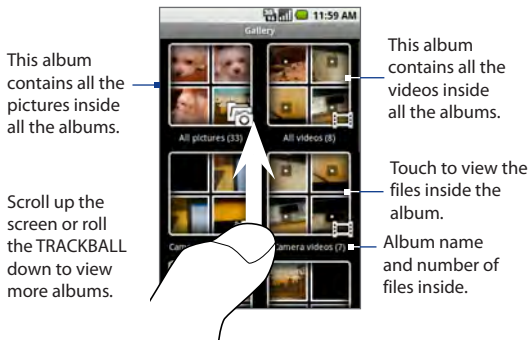 11:59 AM
Gallery
This album
contains all the
pictures inside
all the albums.
This album
contains all the
videos inside
all the albums.
All pictures (33)
All videos (8)
Scroll up the
screen or roll
the TRACKBALL
down to view
more albums.
Touch to view the
files inside the
album.
Camera videos (7)
Album name
and number of
files inside.